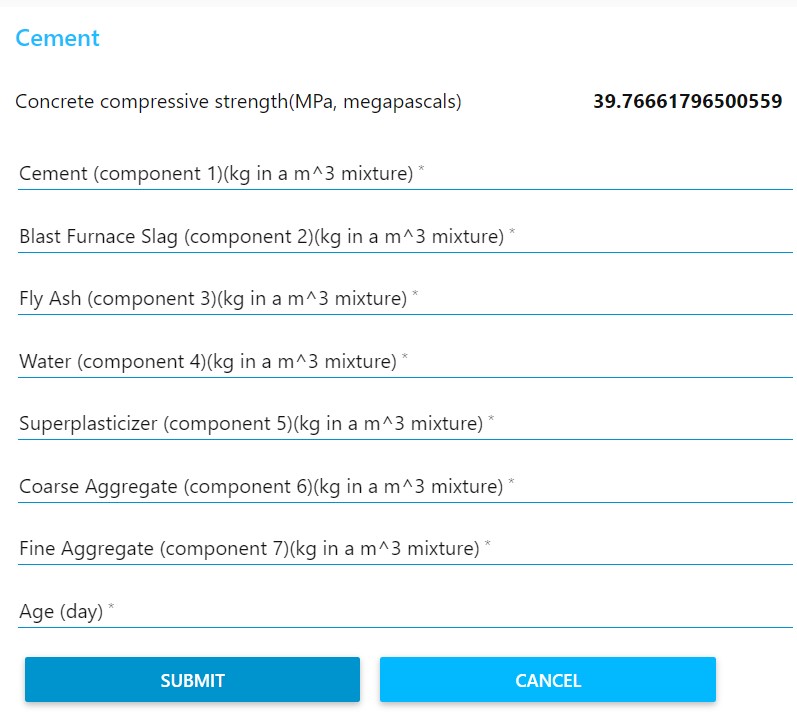 Cement
Concrete compressive strength(MPa, megapascals) 39.76661796500559
Cement (component 1)(kg in a m^3 mixture) *
Blast Furnace Slag (component 2)(kg in a m^3 mixture) *
Fly Ash (component 3)(kg in a m^3 mixture) *
Water (component 4)(kg in a m^3 mixture) *
Superplasticizer (component 5)(kg in a m^3 mixture) *
Coarse Aggregate (component 6)(kg in a m^3 mixture) *
Fine Aggregate (component 7)(kg in a m^3 mixture) *
Age (day) *
SUBMIT CANCEL